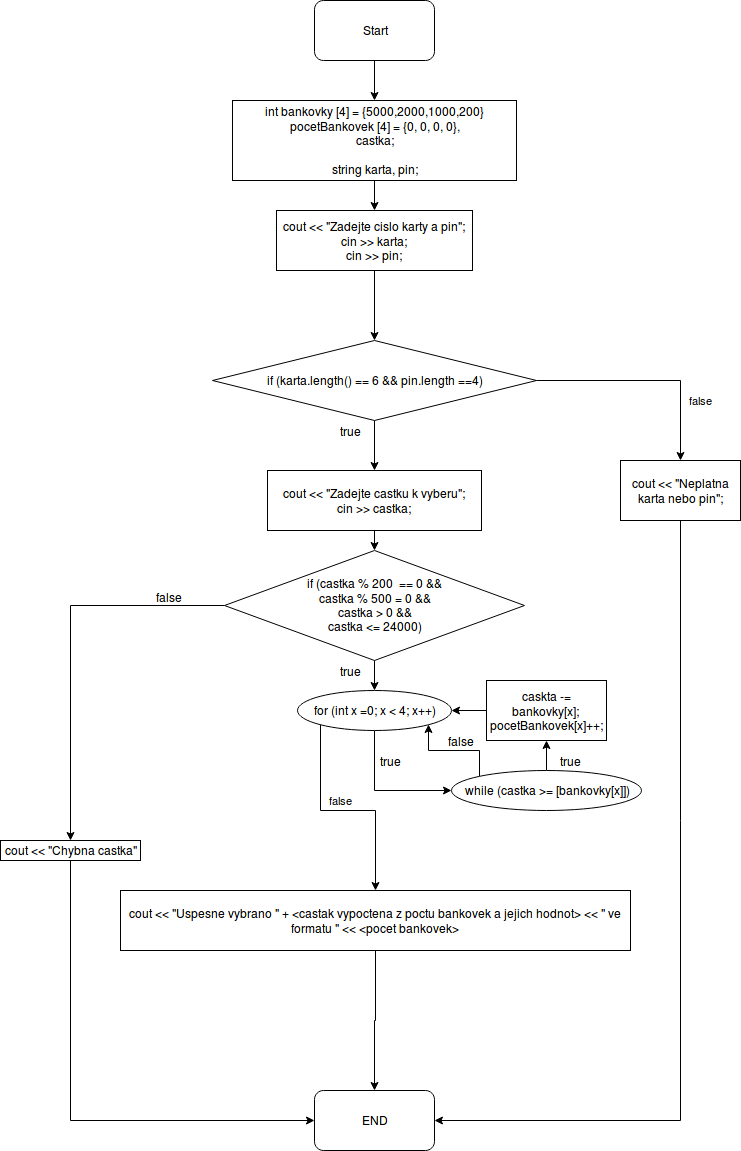 Start
int bankovky [4] = {5000,2000,1000,200}
pocetBankovek [4] = {0, 0, 0, 0},
castka;
string karta, pin;
cout << "Zadejte cislo karty a pin";
cin >> karta;
cin >> pin;
if (karta.length() == 6 && pin.length ==4)
false
true
cout << "Neplatna
karta nebo pin";
cout << "Zadejte castku k vyberu";
cin >> castka;
if (castka % 200  == 0 &&
castka % 500 = 0 &&
castka > 0 &&
castka <= 24000)
false
true
for (int x =0; x < 4; x++)
caskta -=
bankovky[x];
pocetBankovek[x]++;
false
true
true
while (castka >= [bankovky[x]])
false
cout << "Chybna castka"
cout << "Uspesne vybrano " + <castak vypoctena z poctu bankovek a jejich hodnot> << " ve
formatu " << <pocet bankovek>
END